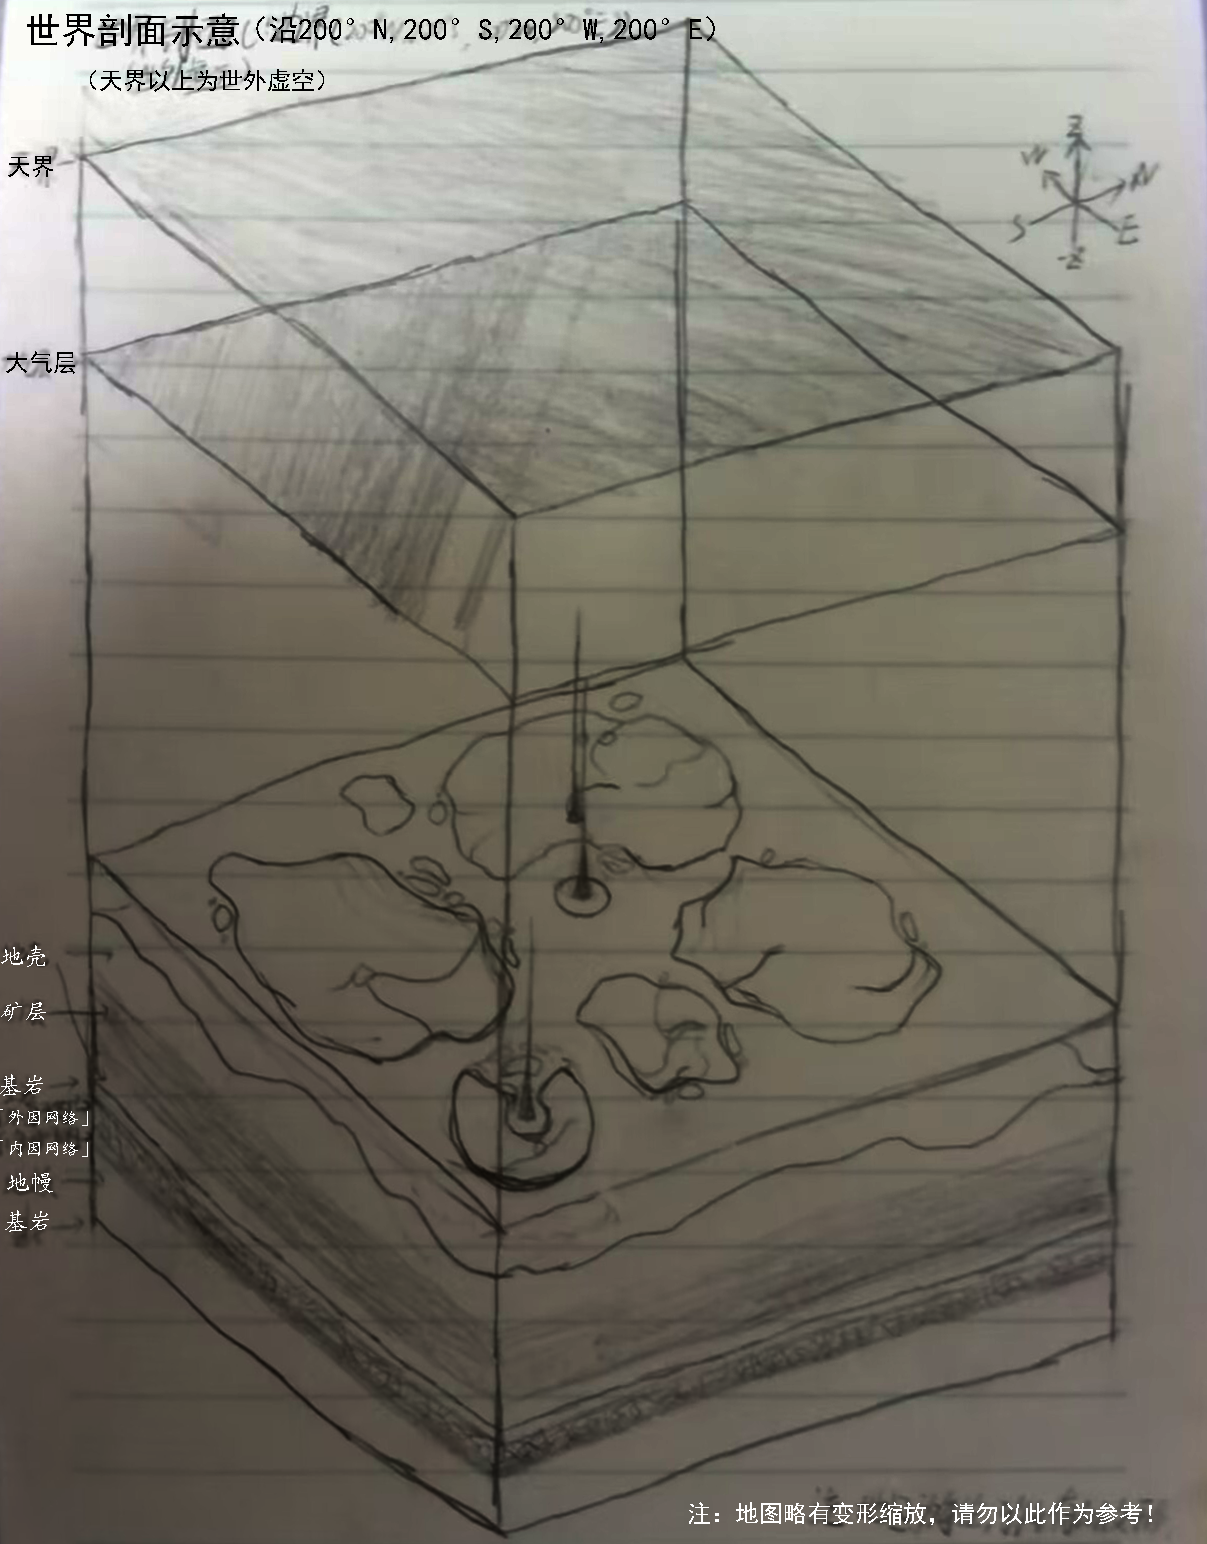 世界剖面示意（沿200°N,200°S,200°W,200°E）
（天界以上为世外虚空）
天界
Z
W
N
S
E
-Z
大气层
地壳
矿层
基岩
「外因网络」
「内因网络」
地幔
基岩
注：地图略有变形缩放，请勿以此作为参考！